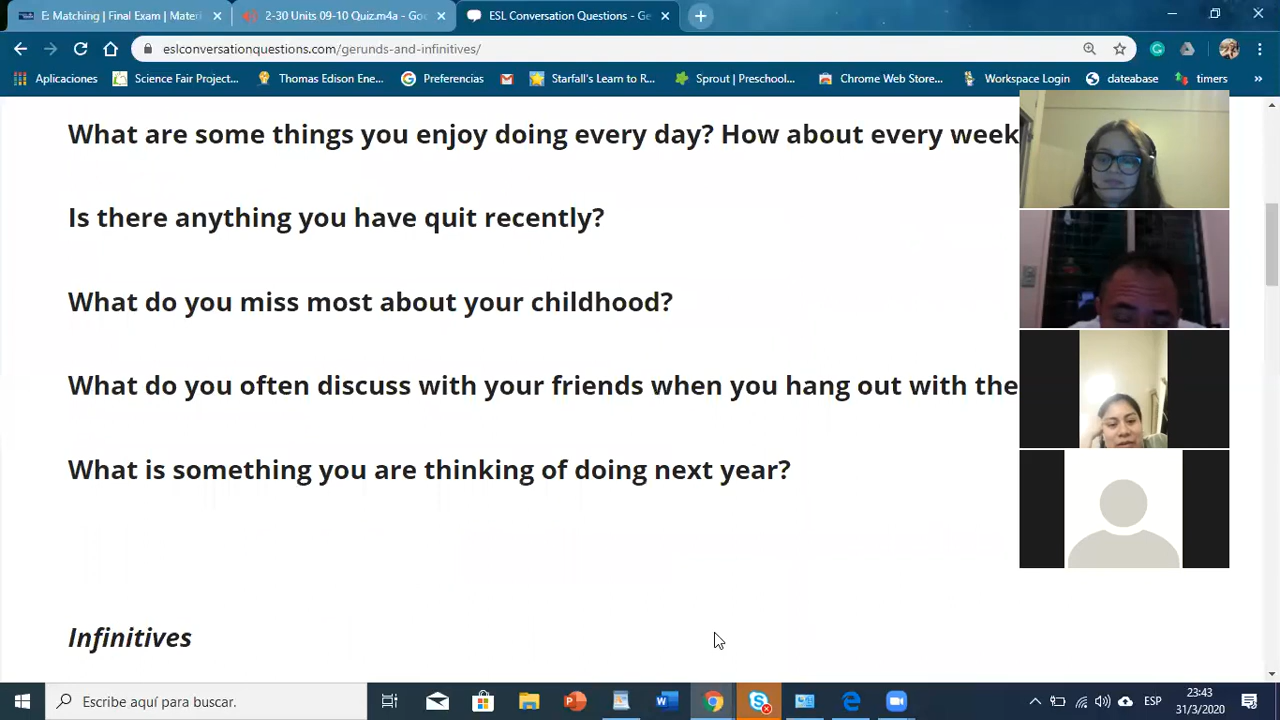 E: Matching | Final Exam | Mater
2-30 Units 09-10 Quiz.m4a - Goo
ESL Conversation Questions - Ge
eslconversationquestions.com/gerunds-and-infinitives/
Aplicaciones
Science Fair Project...
Thomas Edison Ene...
Preferencias
Starfall's Learn to R...
Sprout | Preschool...
Chrome Web Store...
Workspace Login
dateabase
timers
»
What are some things you enjoy doing every day? How about every week
Is there anything you have quit recently?
What do you miss most about your childhood?
What do you often discuss with your friends when you hang out with the
What is something you are thinking of doing next year?
Infinitives
Escribe aquí para buscar.
ESP
23:43
31/3/2020